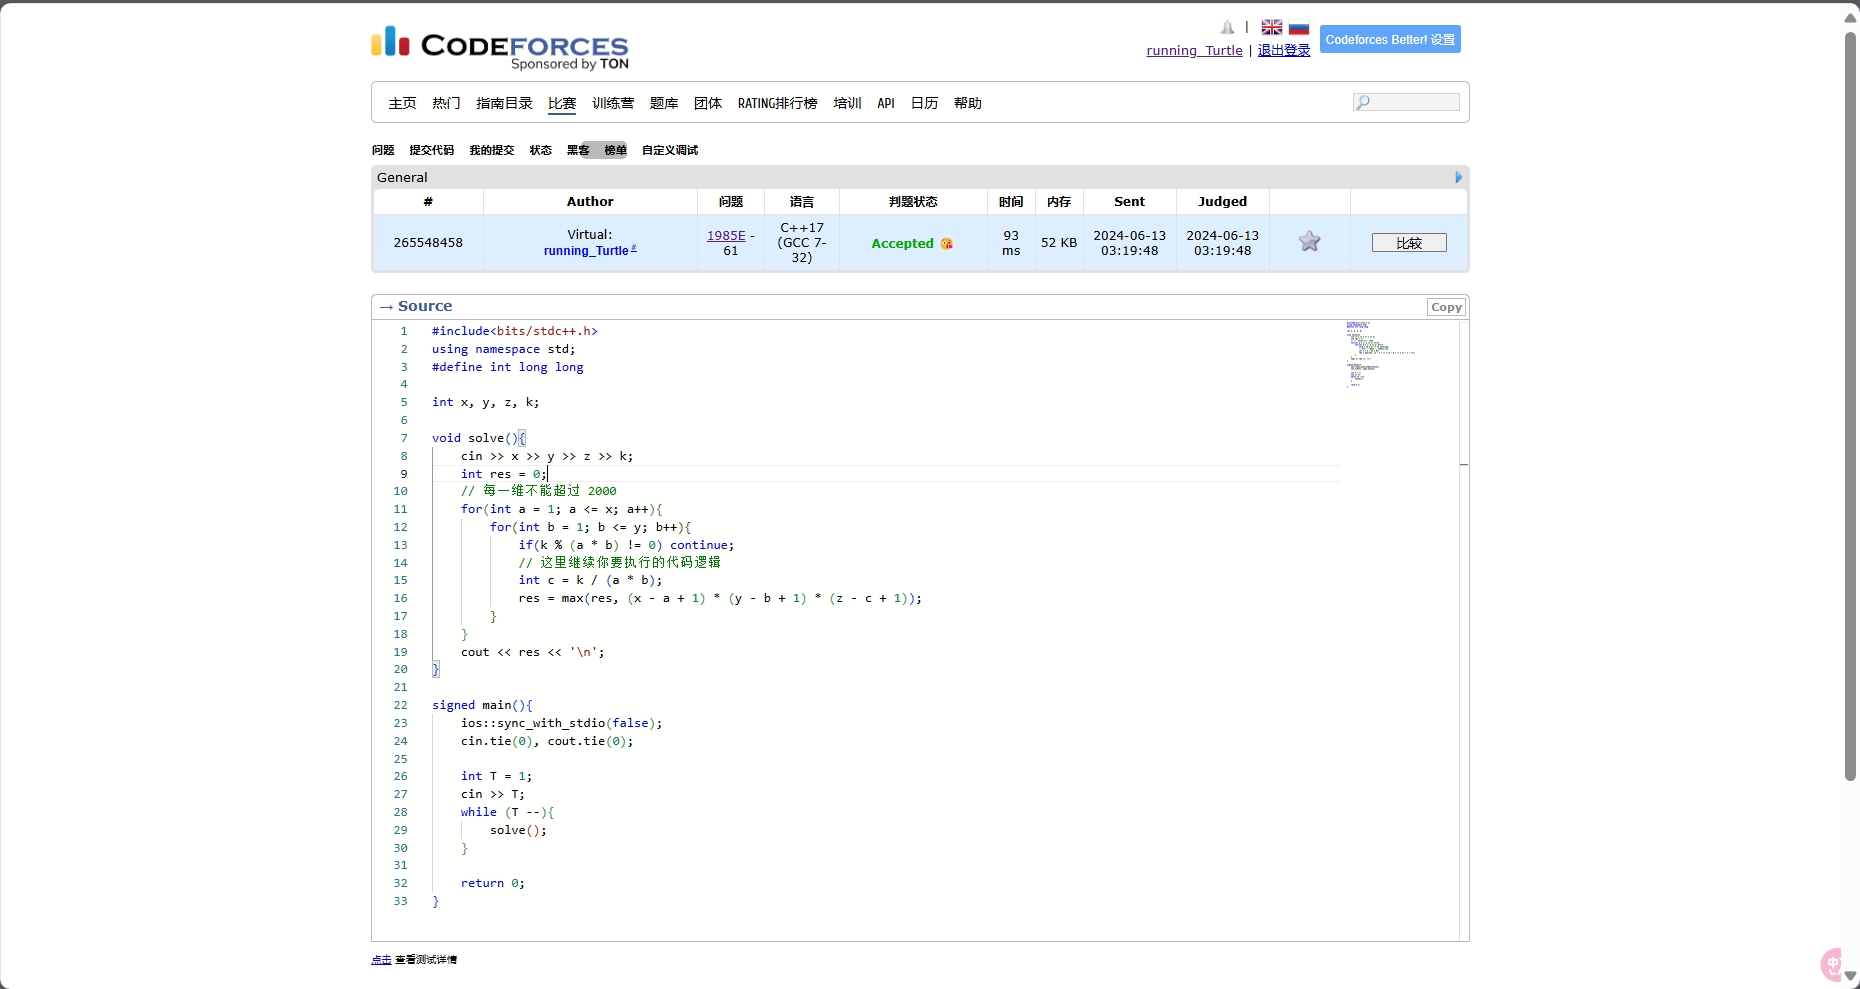 CODEFORCES
Sponsored by TON
|
running_Turtle | 退出登录
Codeforces Better! 设置
主页 热门 指南目录 比赛 训练营 题库 团体 RATING排行榜 培训 API 日历 帮助
问题 提交代码 我的提交 状态 黑客 榜单 自定义调试
General
# Author 问题 语言 判题状态 时间 内存 Sent Judged
265548458 Virtual: running_Turtle# 1985E - 61 C++17 (GCC 7-32) Accepted 93 ms 52 KB 2024-06-13 03:19:48 2024-06-13 03:19:48 比较
→ Source Copy
1 #include<bits/stdc++.h>
2 using namespace std;
3 #define int long long
4
5 int x, y, z, k;
6
7 void solve(){
8     cin >> x >> y >> z >> k;
9     int res = 0;
10     // 每一维不能超过 2000
11     for(int a = 1; a <= x; a++){
12         for(int b = 1; b <= y; b++){
13             if(k % (a * b) != 0) continue;
14             // 这里继续你要执行的代码逻辑
15             int c = k / (a * b);
16             res = max(res, (x - a + 1) * (y - b + 1) * (z - c + 1));
17         }
18     }
19     cout << res << '\n';
20 }
21
22 signed main(){
23     ios::sync_with_stdio(false);
24     cin.tie(0), cout.tie(0);
25
26     int T = 1;
27     cin >> T;
28     while (T --){
29         solve();
30     }
31
32     return 0;
33 }
点击 查看测试详情